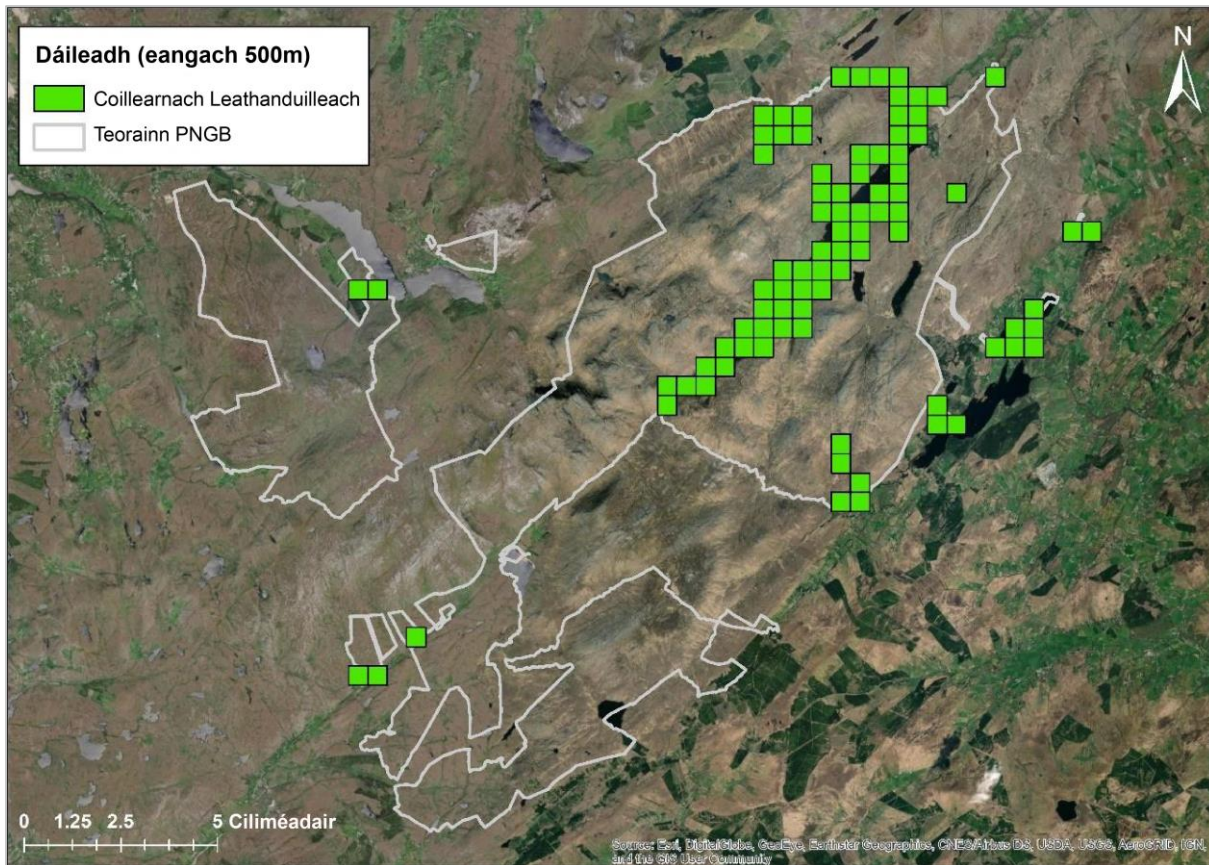 Dáileadh (eangach 500m)
Coillearnach Leathanduilleach
Teorainn PNGB
N
0 1.25 2.5 5 Ciliméadair
Source: Esri, DigitalGlobe, GeoEye, Earthstar Geographics, CNES/Airbus DS, USDA, USGS, AeroGRID, IGN,
and the GIS User Community